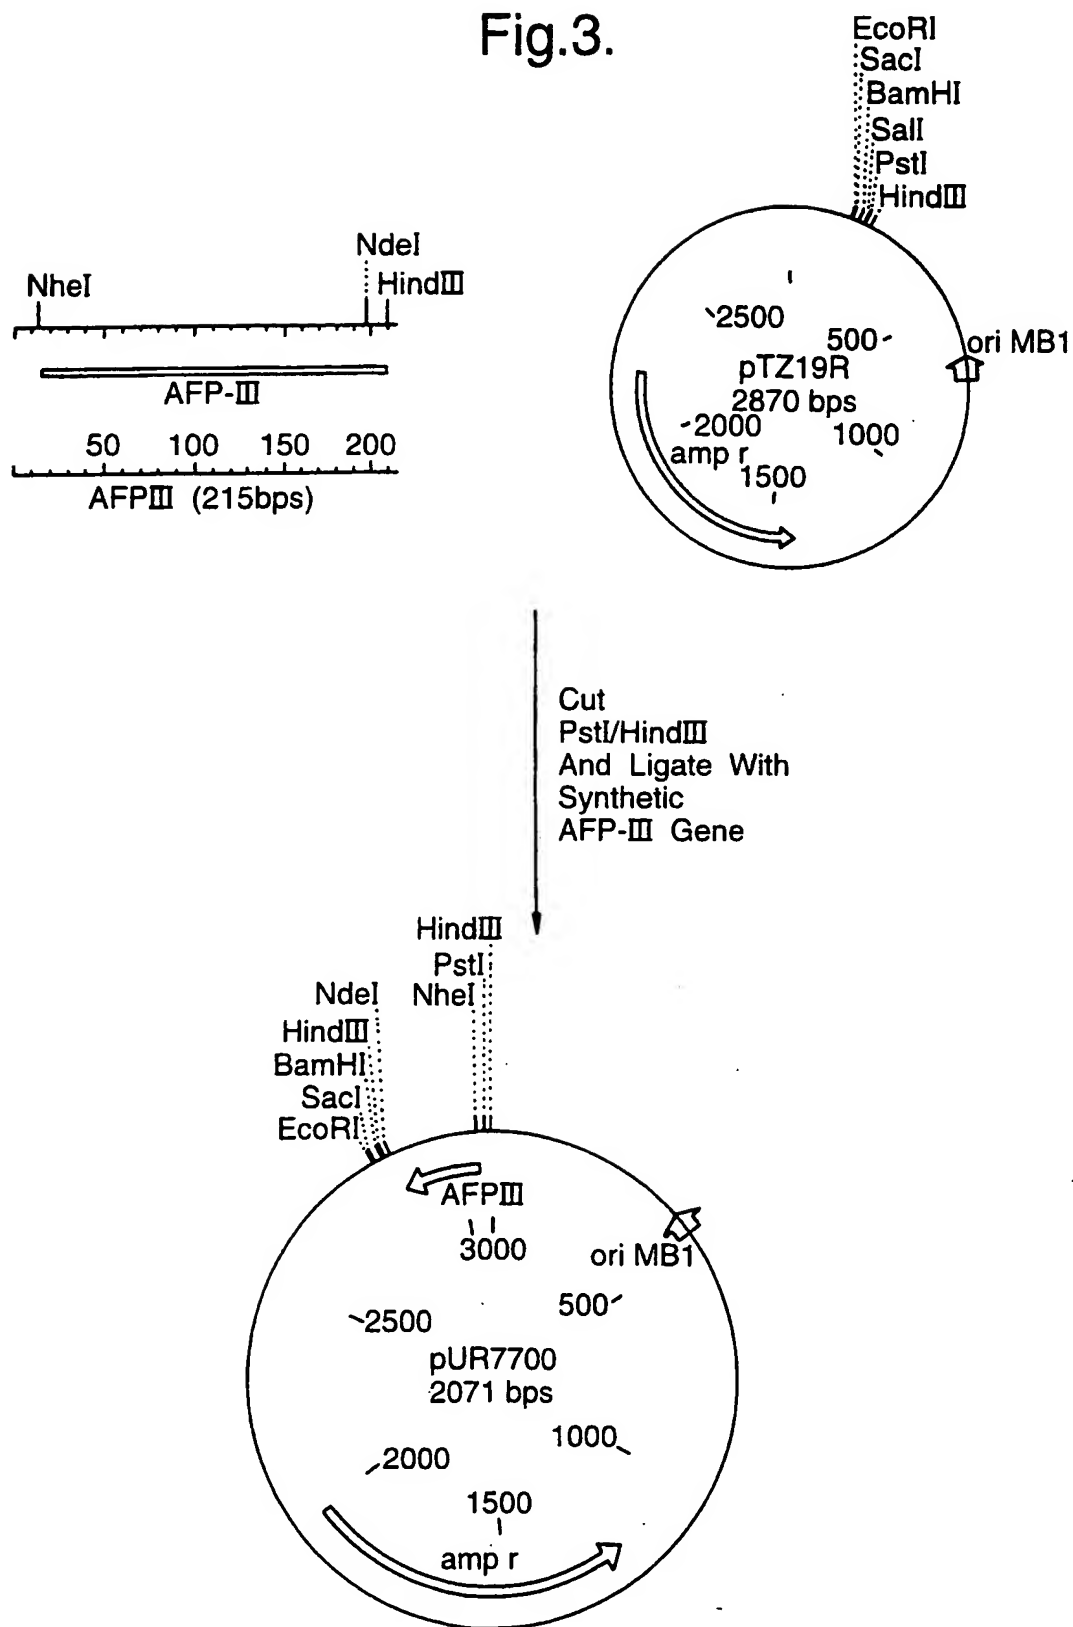 Fig.3.
EcoRI
SacI
BamHI
SalI
PstI
HindIII
NheI
NdeI
HindIII
AFP-III
50 100 150 200
AFPIII (215bps)
2500
500
ori MB1
pTZ19R
2870 bps
2000
1000
amp r
1500
Cut
PstI/HindIII
And Ligate With
Synthetic
AFP-III Gene
HindIII
PstI
NheI
NdeI
HindIII
BamHI
SacI
EcoRI
AFPIII
3000
ori MB1
500
2500
pUR7700
2071 bps
1000
2000
1500
amp r